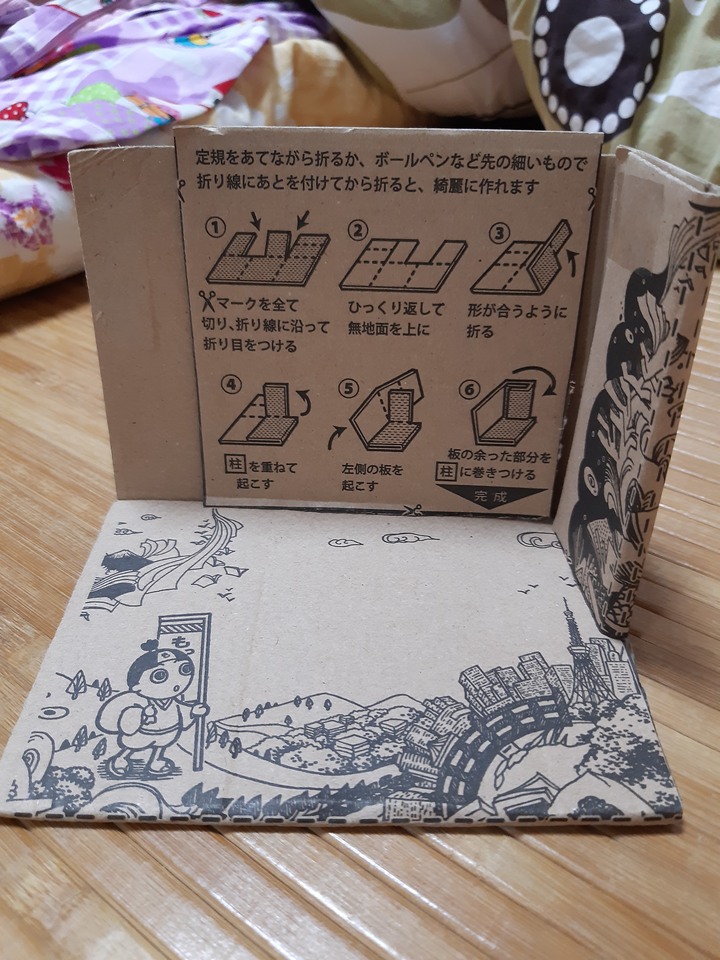 定規をあてながら折るか、ボールペンなど先の細いもので
折り線にあとを付けてから折ると、綺麗に作れます
①
マークを全て
切り、折り線に沿って
折り目をつける
②
ひっくり返して
無地面を上に
③
形が合うように
折る
④
柱を重ねて
起こす
⑤
左側の板を
起こす
⑥
板の余った部分を
柱に巻きつける
完成
もっ